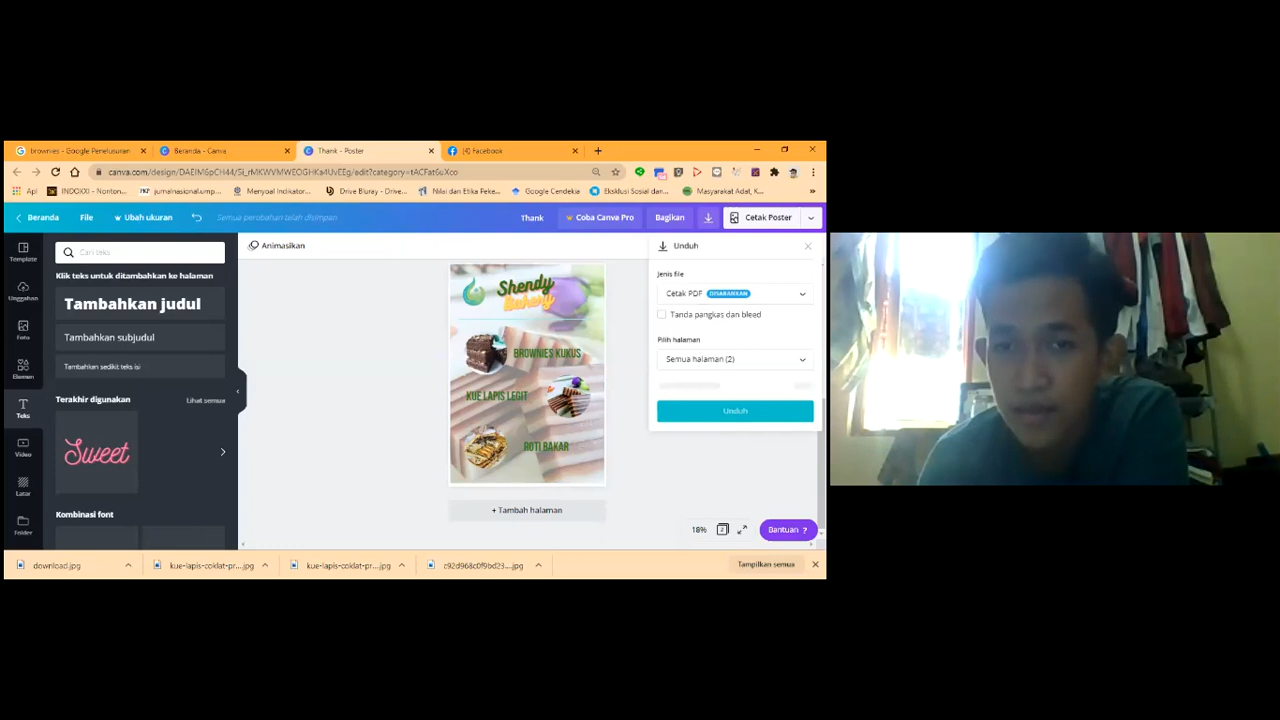 brownies - Google Penelusuran
Beranda - Canva
Thank - Poster
(4) Facebook
canva.com/design/DAEIM6pCH44/Si_rMKWVMWEOGHKs4UvEEg/edit?category=tACFat6uXco
Apl
INDOXXI - Nonton...
jurnalnasional.ump...
Menyoal Indikator...
Drive Bluray - Drive...
Nilai dan Etika Peke...
Google Cendekia
Eksklusi Sosial dan...
Masyarakat Adat, K...
Beranda
File
Ubah ukuran
Semua perubahan telah disimpan
Thank
Coba Canva Pro
Bagikan
Cetak Poster
Template
Unggahan
Foto
Elemen
Teks
Video
Latar
Folder
Cari teks
Klik teks untuk ditambahkan ke halaman
Tambahkan judul
Tambahkan subjudul
Tambahkan sedikit teks isi
Terakhir digunakan
Lihat semua
Sweet
Kombinasi font
Animasikan
Shendy
Bakery
BROWNIES KUKUS
KUE LAPIS LEGIT
ROTI BAKAR
+ Tambah halaman
Unduh
Jenis file
Cetak PDF
DISARANKAN
Tanda pangkas dan bleed
Pilih halaman
Semua halaman (2)
Unduh
18%
2
Bantuan ?
download.jpg
kue-lapis-coklat-pr....jpg
kue-lapis-coklat-pr....jpg
c92d968c0f9bd23....jpg
Tampilkan semua